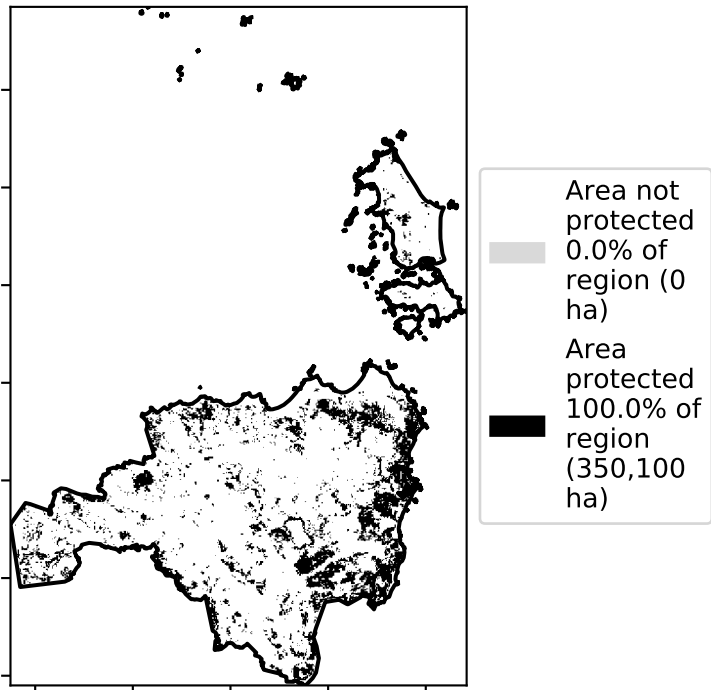 Area not
protected
0.0% of
region (0
ha)
Area
protected
100.0% of
region
(350,100
ha)